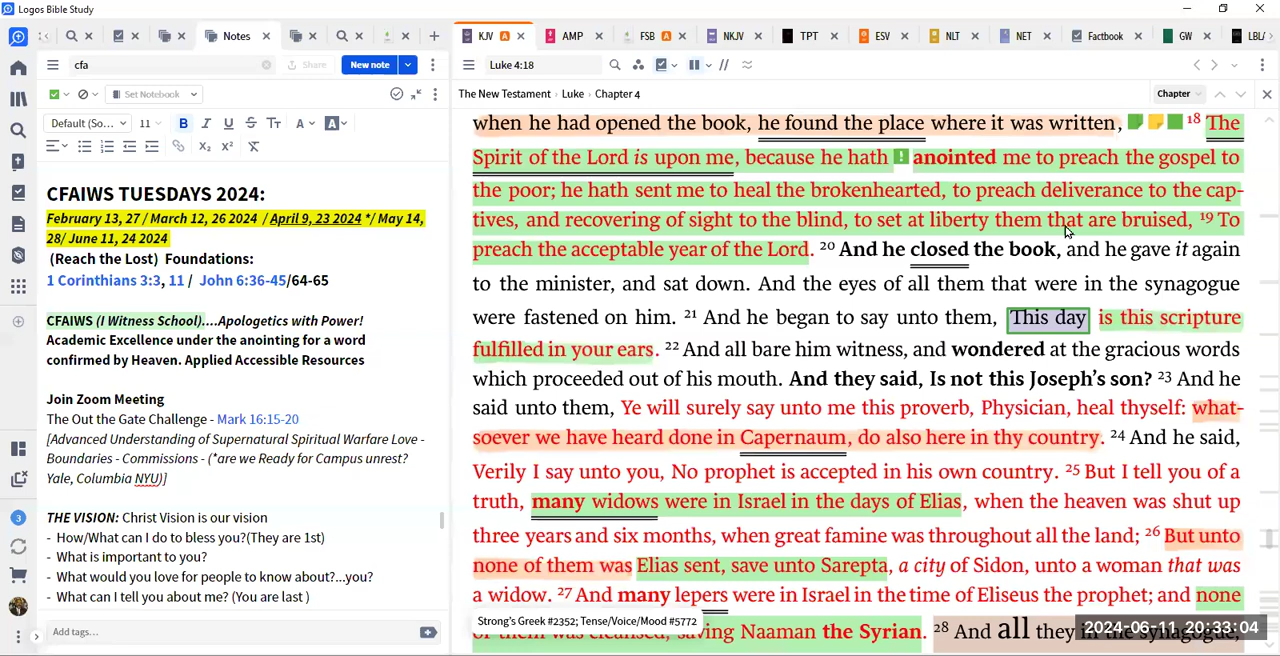 Logos Bible Study
Notes
KJV A
AMP
FSB A
NKJV
TPT
ESV
NLT
NET
Factbook
GW
LBL
cfa
Share
New note
Luke 4:18
Set Notebook
The New Testament › Luke › Chapter 4
Chapter
Default (So...
11
B I U S Tт A A
X₂ X²
CFAIWS TUESDAYS 2024:
February 13, 27 / March 12, 26 2024 / April 9, 23 2024 */ May 14,
28/ June 11, 24 2024
(Reach the Lost) Foundations:
1 Corinthians 3:3, 11 / John 6:36-45/64-65
CFAIWS (I Witness School)....Apologetics with Power!
Academic Excellence under the anointing for a word
confirmed by Heaven. Applied Accessible Resources
Join Zoom Meeting
The Out the Gate Challenge - Mark 16:15-20
[Advanced Understanding of Supernatural Spiritual Warfare Love -
Boundaries - Commissions - (*are we Ready for Campus unrest?
Yale, Columbia NYU)]
THE VISION: Christ Vision is our vision
- How/What can I do to bless you?(They are 1st)
- What is important to you?
- What would you love for people to know about?...you?
- What can I tell you about me? (You are last )
Add tags...
3
when he had opened the book, he found the place where it was written, 18 The
Spirit of the Lord is upon me, because he hath anointed me to preach the gospel to
the poor; he hath sent me to heal the brokenhearted, to preach deliverance to the cap-
tives, and recovering of sight to the blind, to set at liberty them that are bruised, 19 To
preach the acceptable year of the Lord. 20 And he closed the book, and he gave it again
to the minister, and sat down. And the eyes of all them that were in the synagogue
were fastened on him. 21 And he began to say unto them, This day is this scripture
fulfilled in your ears. 22 And all bare him witness, and wondered at the gracious words
which proceeded out of his mouth. And they said, Is not this Joseph's son? 23 And he
said unto them, Ye will surely say unto me this proverb, Physician, heal thyself: what-
soever we have heard done in Capernaum, do also here in thy country. 24 And he said,
Verily I say unto you, No prophet is accepted in his own country. 25 But I tell you of a
truth, many widows were in Israel in the days of Elias, when the heaven was shut up
three years and six months, when great famine was throughout all the land; 26 But unto
none of them was Elias sent, save unto Sarepta, a city of Sidon, unto a woman that was
a widow. 27 And many lepers were in Israel in the time of Eliseus the prophet; and none
Strong's Greek #2352; Tense/Voice/Mood #5772
of them was cleansed, saving Naaman the Syrian. 28 And all they in the synagogue,
2024-06-11 20:33:04